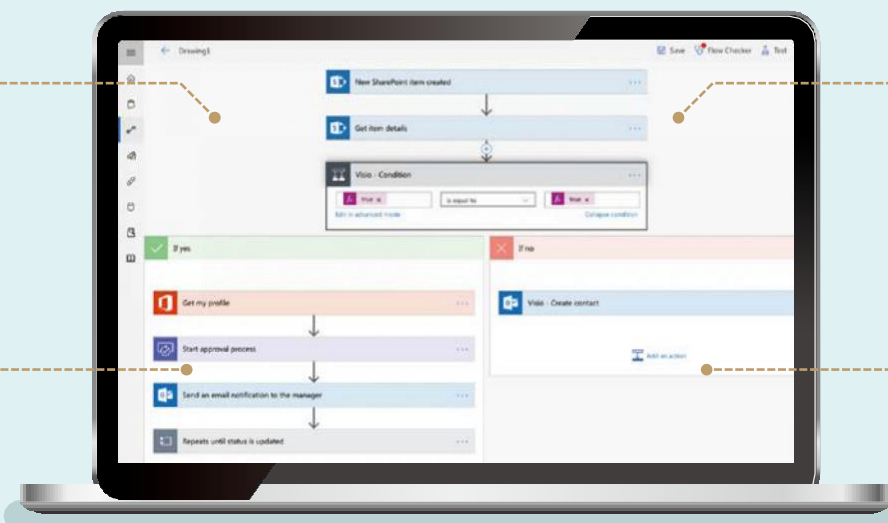 Drawing1
Save Flow Checker Test
New SharePoint item created
Get item details
Visio - Condition
true x is equal to true x
Edit in advanced mode Collapse condition
If yes If no
Get my profile
Visio - Create contact
Start approval process
Add an action
Send an email notification to the manager
Repeats until status is updated